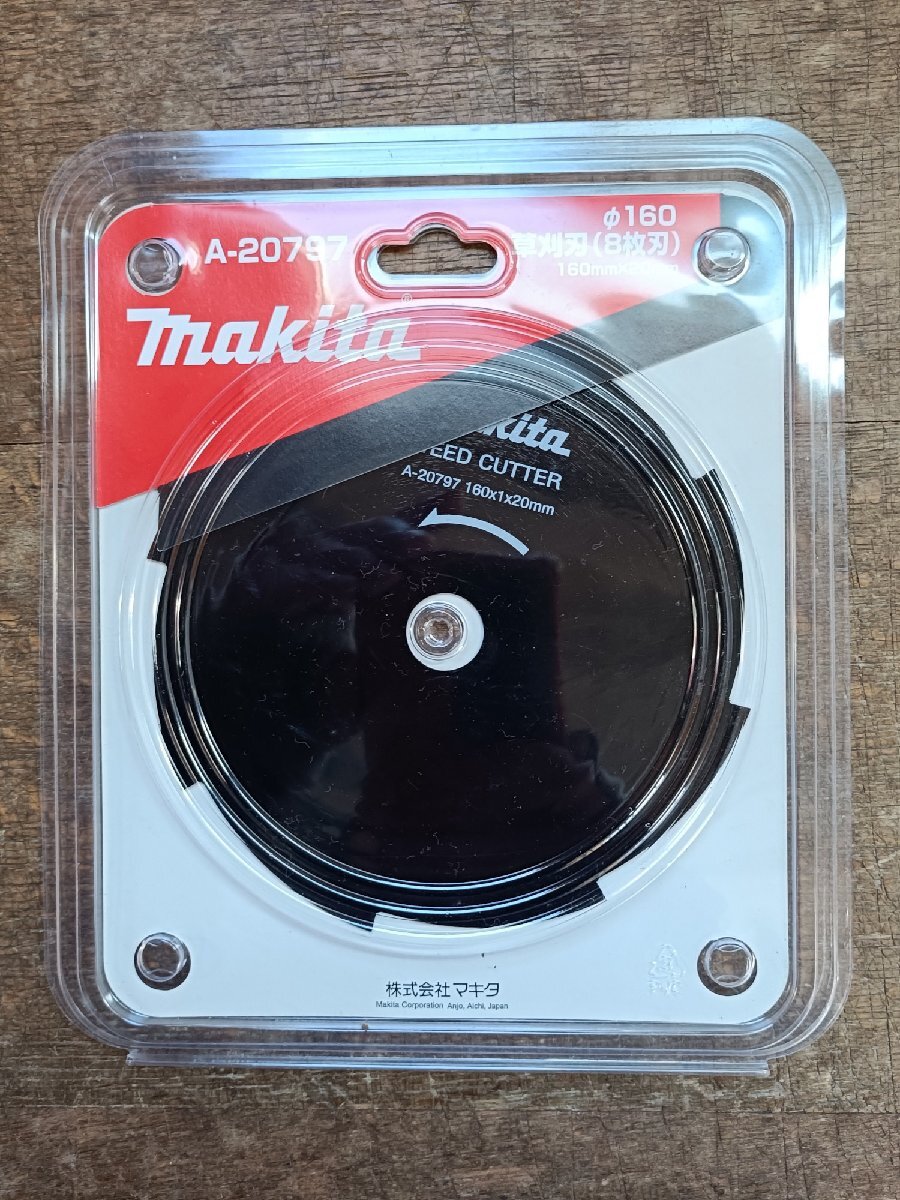 A-20797
φ160
草刈刃(8枚刃)
160mm×20mm
makita®
kita
EED CUTTER
A-20797 160x1x20mm
株式会社マキタ
Makita Corporation Anjo, Aichi, Japan